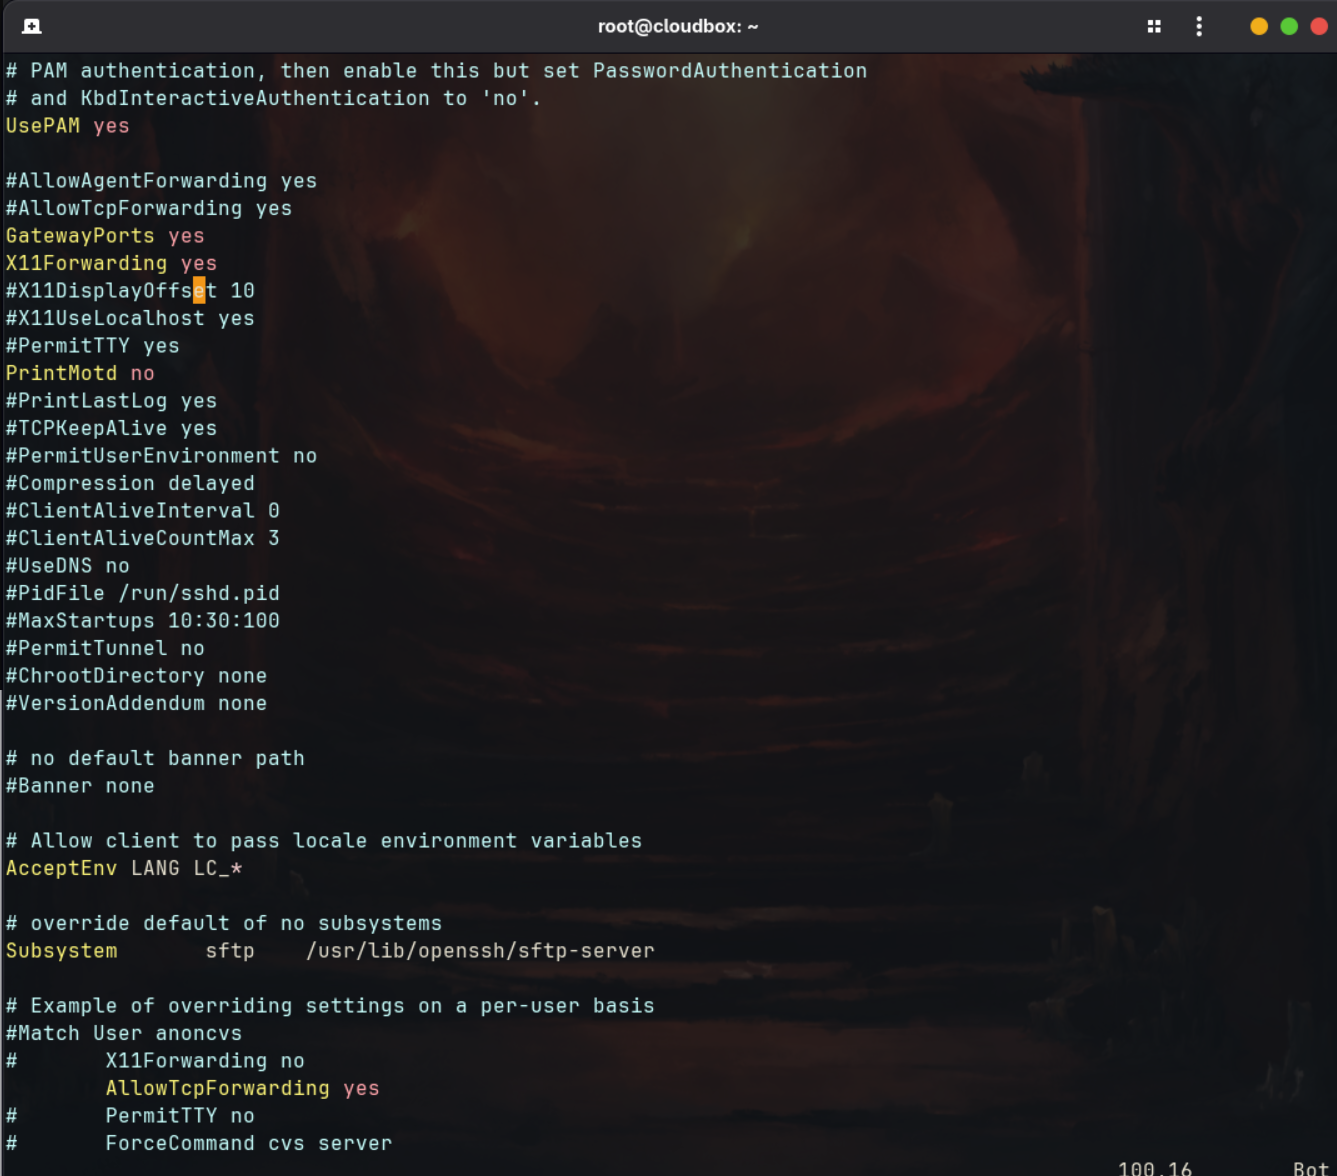 root@cloudbox: ~
# PAM authentication, then enable this but set PasswordAuthentication
# and KbdInteractiveAuthentication to 'no'.
UsePAM yes
#AllowAgentForwarding yes
#AllowTcpForwarding yes
GatewayPorts yes
X11Forwarding yes
#X11DisplayOffset 10
#X11UseLocalhost yes
#PermitTTY yes
PrintMotd no
#PrintLastLog yes
#TCPKeepAlive yes
#PermitUserEnvironment no
#Compression delayed
#ClientAliveInterval 0
#ClientAliveCountMax 3
#UseDNS no
#PidFile /run/sshd.pid
#MaxStartups 10:30:100
#PermitTunnel no
#ChrootDirectory none
#VersionAddendum none
# no default banner path
#Banner none
# Allow client to pass locale environment variables
AcceptEnv LANG LC_*
# override default of no subsystems
Subsystem       sftp    /usr/lib/openssh/sftp-server
# Example of overriding settings on a per-user basis
#Match User anoncvs
#       X11Forwarding no
        AllowTcpForwarding yes
#       PermitTTY no
#       ForceCommand cvs server
100,16        Bot